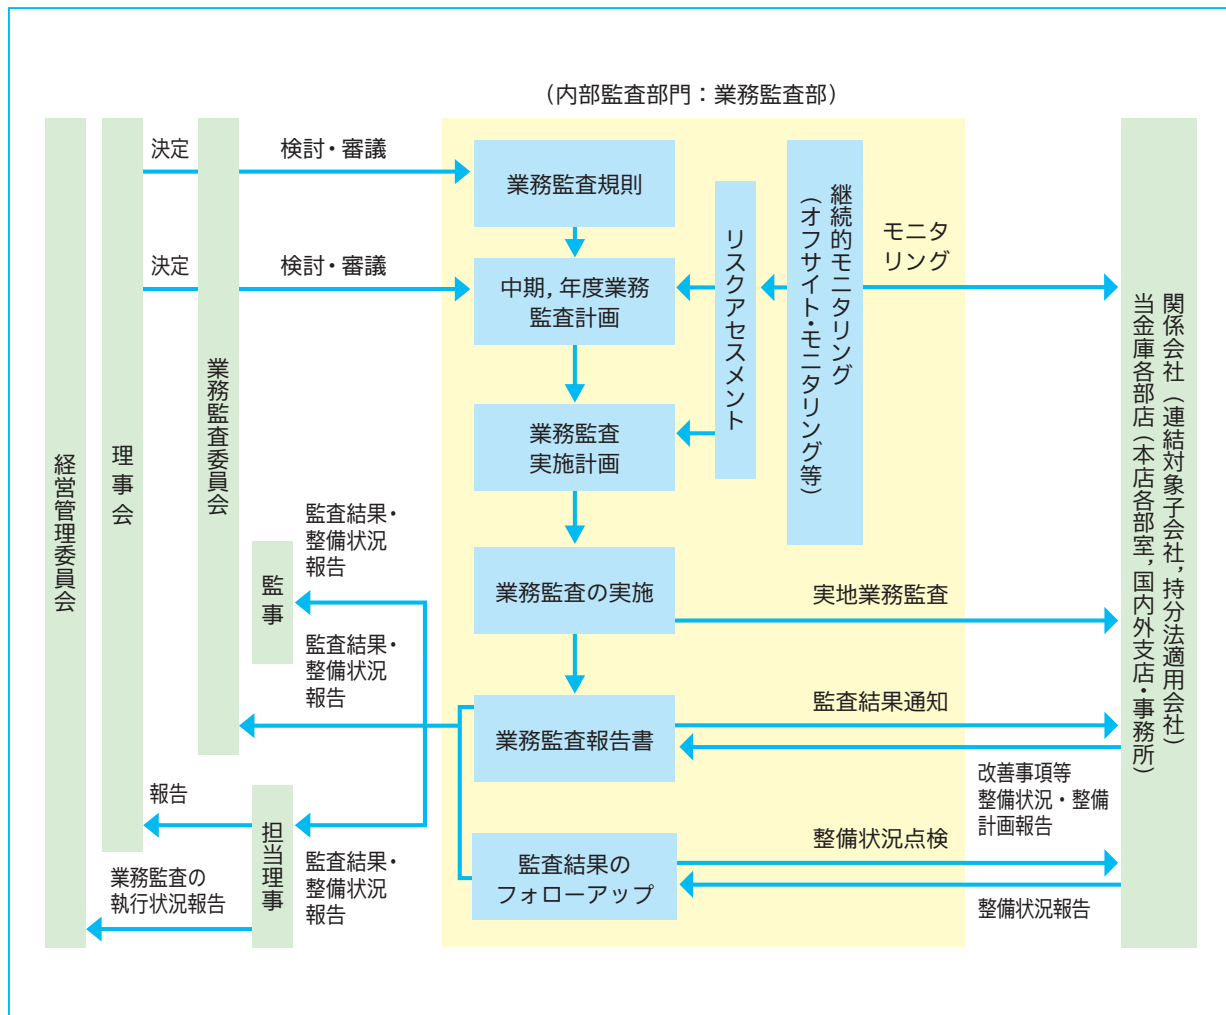 （内部監査部門：業務監査部）
決定
検討・審議
業務監査規則
決定
検討・審議
中期, 年度業務
監査計画
業務監査
実施計画
リスクアセスメント
継続的モニタリング
（オフサイト・モニタリング等）
モニタ
リング
関係会社（連結対象子会社, 持分法適用会社）
当金庫各部店（本店各部室, 国内外支店・事務所）
経営管理委員会
理事会
業務監査委員会
監事
監査結果・
整備状況
報告
監査結果・
整備状況
報告
業務監査の実施
実地業務監査
業務監査報告書
監査結果通知
改善事項等
整備状況・整備
計画報告
報告
担当理事
監査結果・
整備状況
報告
業務監査の
執行状況報告
監査結果の
フォローアップ
整備状況点検
整備状況報告